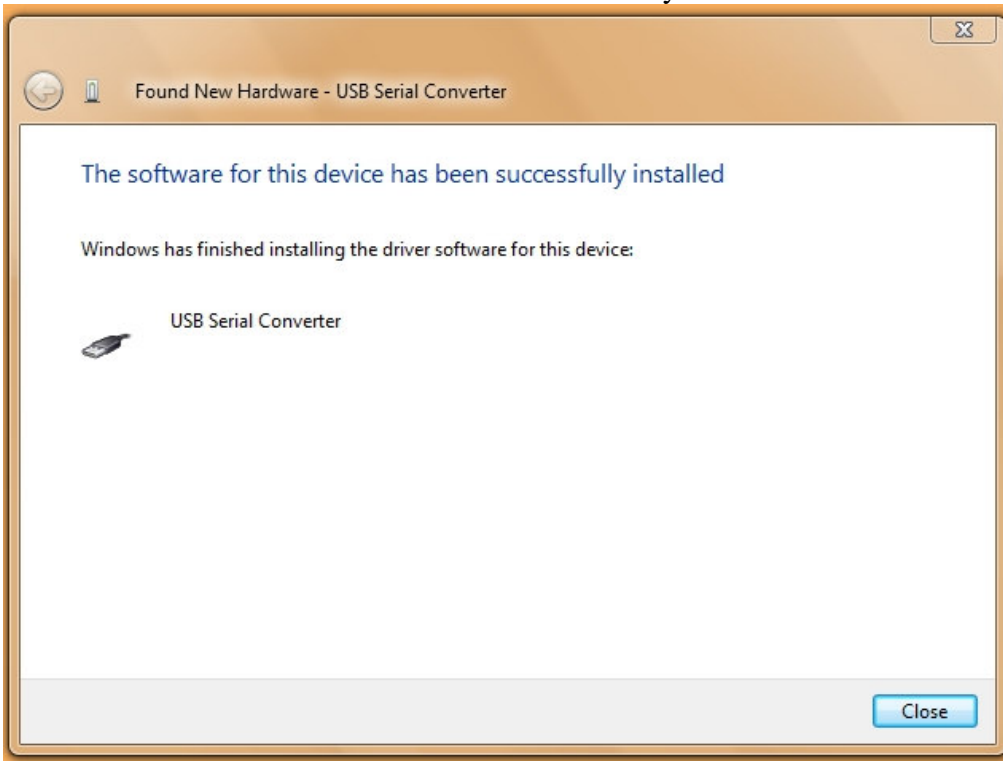 Found New Hardware - USB Serial Converter
The software for this device has been successfully installed
Windows has finished installing the driver software for this device:
USB Serial Converter
Close